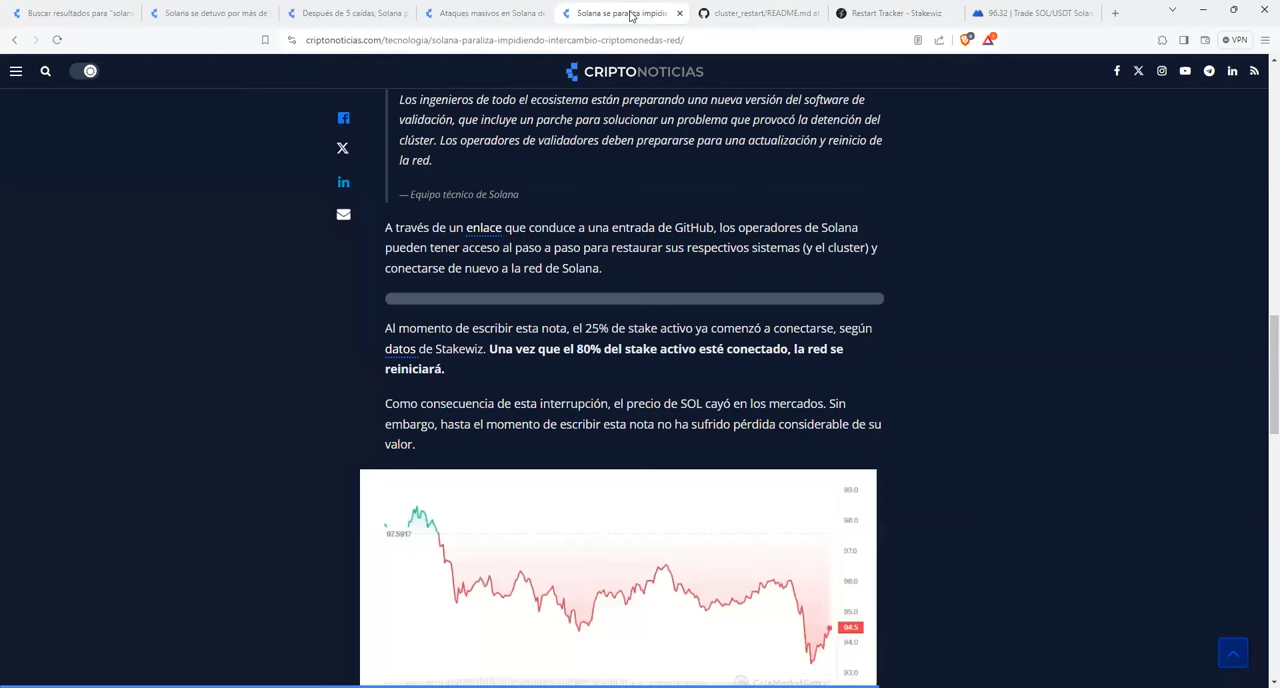 Buscar resultados para "solan
Solana se detuvo por más de
Después de 5 caídas, Solana p
Ataques masivos en Solana de
Solana se paraliza impidie
cluster_restart/README.md at
Restart Tracker - Stakewiz
96.32 | Trade SOL/USDT Solan
criptonoticias.com/tecnologia/solana-paraliza-impidiendo-intercambio-criptomonedas-red/
VPN
CRIPTONOTICIAS
Los ingenieros de todo el ecosistema están preparando una nueva versión del software de
validación, que incluye un parche para solucionar un problema que provocó la detención del
clúster. Los operadores de validadores deben prepararse para una actualización y reinicio de
la red.
— Equipo técnico de Solana
A través de un enlace que conduce a una entrada de GitHub, los operadores de Solana
pueden tener acceso al paso a paso para restaurar sus respectivos sistemas (y el cluster) y
conectarse de nuevo a la red de Solana.
Al momento de escribir esta nota, el 25% de stake activo ya comenzó a conectarse, según
datos de Stakewiz. Una vez que el 80% del stake activo esté conectado, la red se
reiniciará.
Como consecuencia de esta interrupción, el precio de SOL cayó en los mercados. Sin
embargo, hasta el momento de escribir esta nota no ha sufrido pérdida considerable de su
valor.
99.0
98.0
97.5917
97.0
96.0
95.0
94.5
94.0
93.0
CoinMarketCap